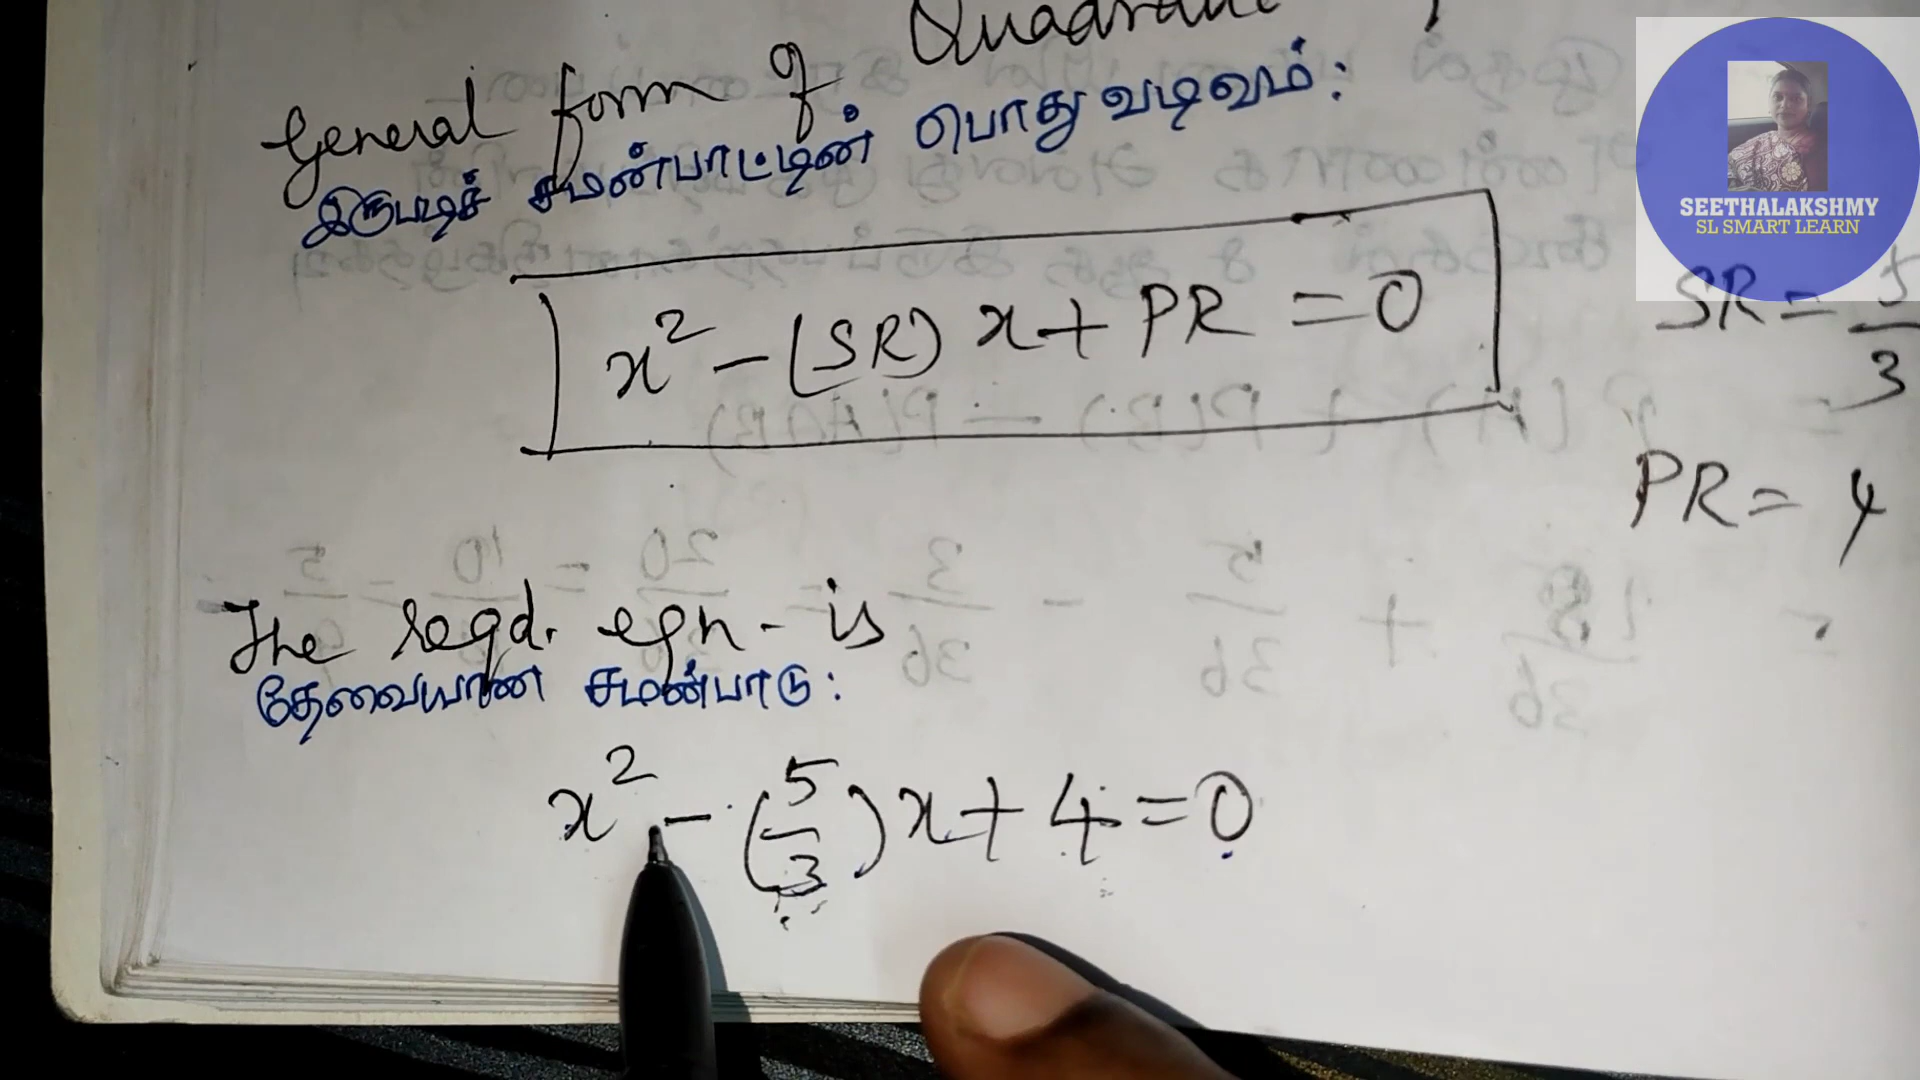 General form of Quadratic
இருபடிச் சமன்பாட்டின் பொது வடிவம் :
x² - (SR) x + PR = 0
SEETHALAKSHMY
SL SMART LEARN
SR = 5/3
PR = 4
The reqd. eqn. is
தேவையான சமன்பாடு :
x² - (5/3) x + 4 = 0